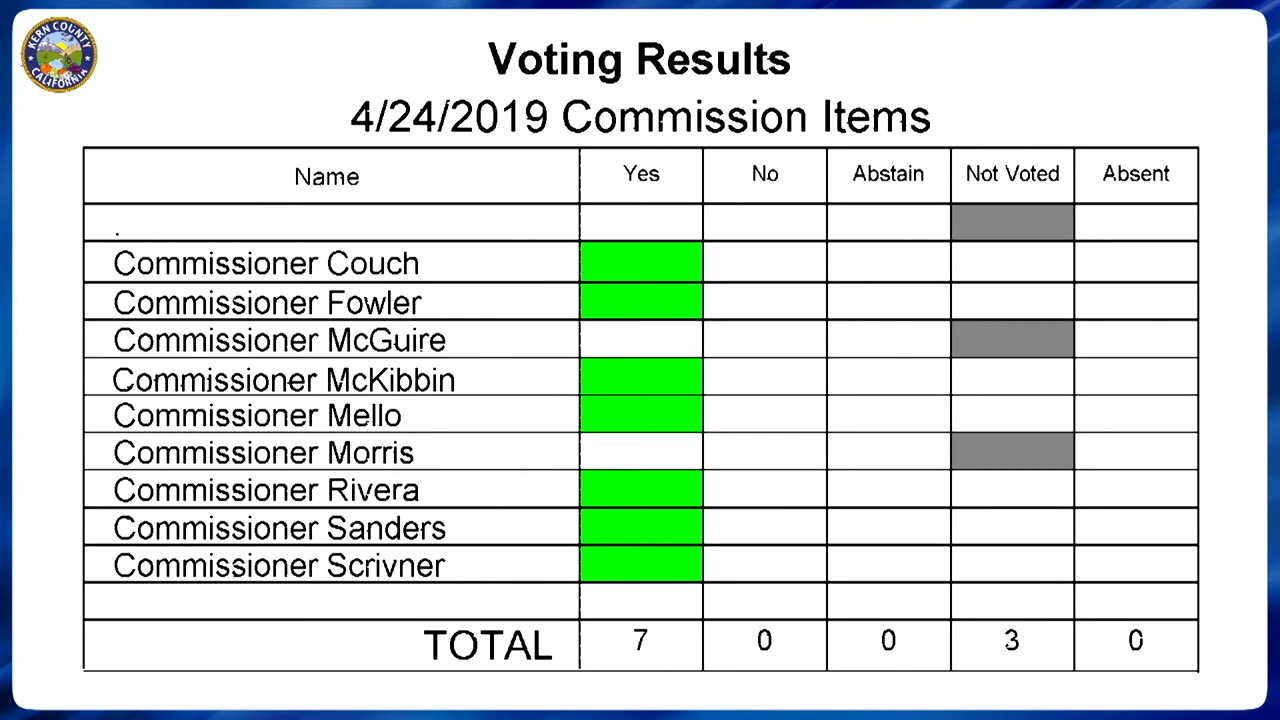 KERN COUNTY
CALIFORNIA
Voting Results
4/24/2019 Commission Items
Name Yes No Abstain Not Voted Absent
.
Commissioner Couch
Commissioner Fowler
Commissioner McGuire
Commissioner McKibbin
Commissioner Mello
Commissioner Morris
Commissioner Rivera
Commissioner Sanders
Commissioner Scrivner
TOTAL 7 0 0 3 0